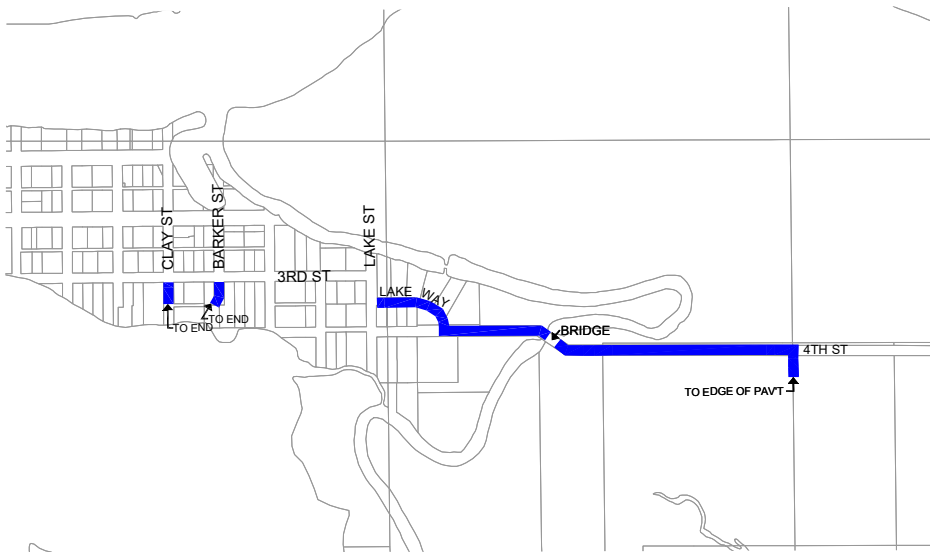 CLAY ST
BARKER ST
LAKE ST
3RD ST
LAKE WAY
TO END
TO END
BRIDGE
4TH ST
TO EDGE OF PAV'T